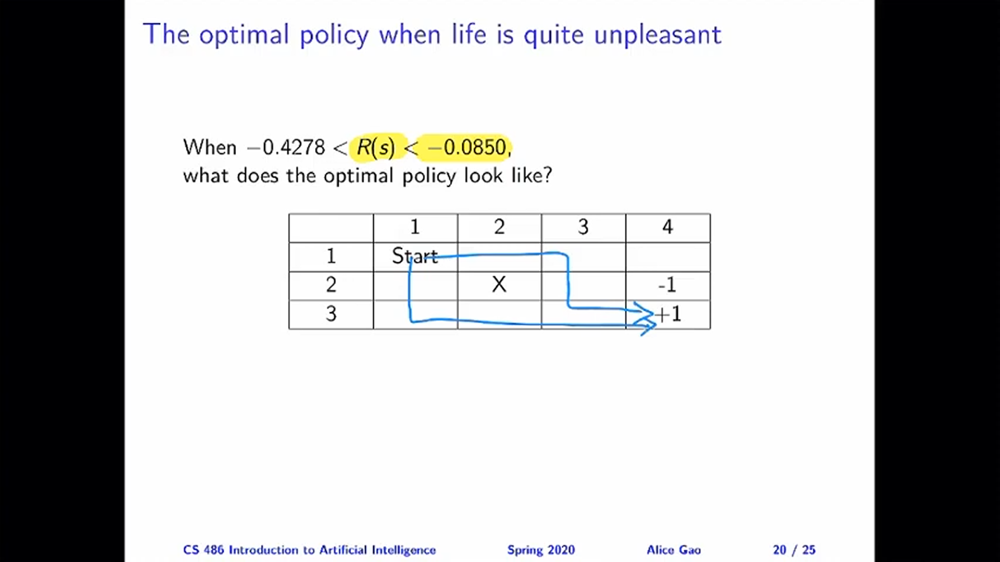 The optimal policy when life is quite unpleasant
When −0.4278 < R(s) < −0.0850,
what does the optimal policy look like?
1 2 3 4
1 Start
2 X -1
3 +1
CS 486 Introduction to Artificial Intelligence Spring 2020 Alice Gao 20 / 25